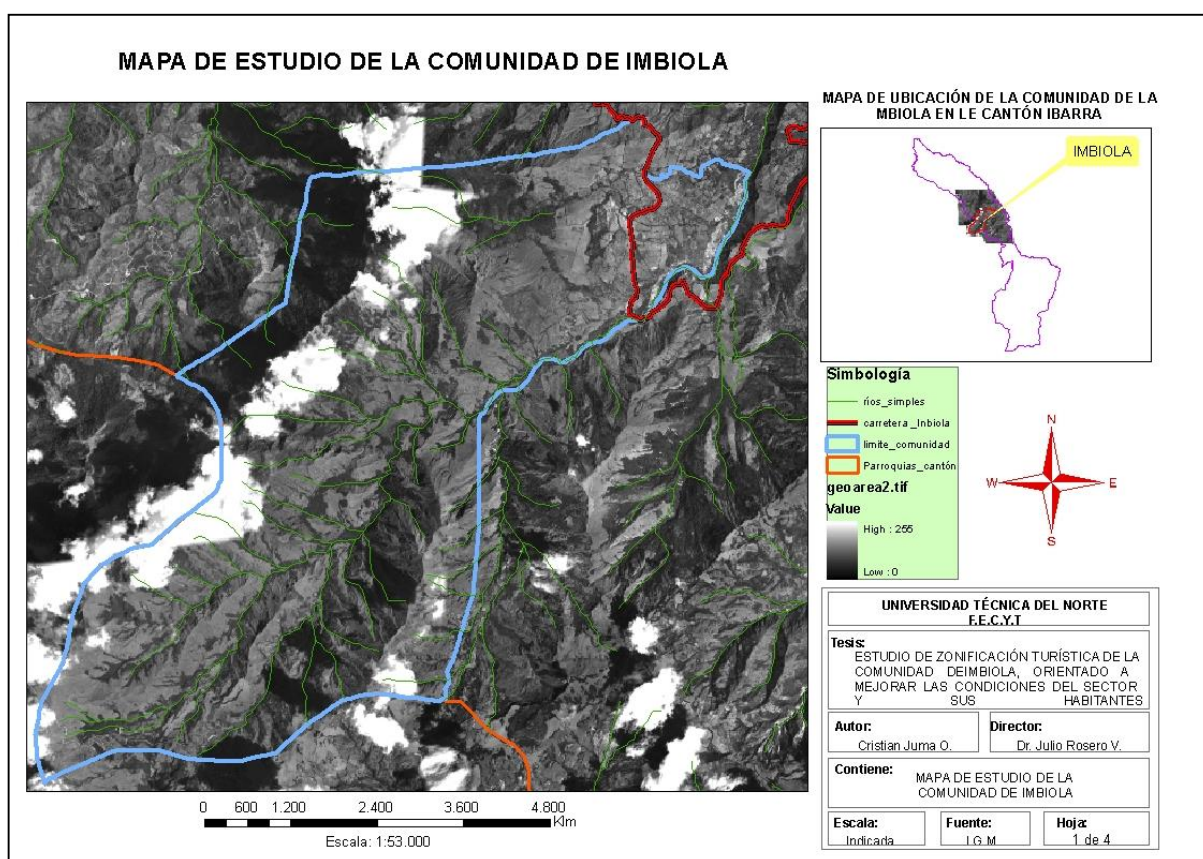 MAPA DE ESTUDIO DE LA COMUNIDAD DE IMBIOLA
MAPA DE UBICACIÓN DE LA COMUNIDAD DE LA
MBIOLA EN LE CANTÓN IBARRA
IMBIOLA
Simbología
ríos_simples
carretera_Inbiola
limite_comunidad
Parroquias_cantón
geoarea2.tif
Value
High : 255
Low : 0
N
W
E
S
0 600 1.200 2.400 3.600 4.800
Klm
Escala: 1:53.000
UNIVERSIDAD TÉCNICA DEL NORTE
F.E.C.Y.T
Tesis:
ESTUDIO DE ZONIFICACIÓN TURÍSTICA DE LA
COMUNIDAD DEIMBIOLA, ORIENTADO A
MEJORAR LAS CONDICIONES DEL SECTOR
Y SUS HABITANTES
Autor:
Cristian Juma O.
Director:
Dr. Julio Rosero V.
Contiene:
MAPA DE ESTUDIO DE LA
COMUNIDAD DE IMBIOLA
Escala:
Indicada
Fuente:
I.G.M
Hoja:
1 de 4